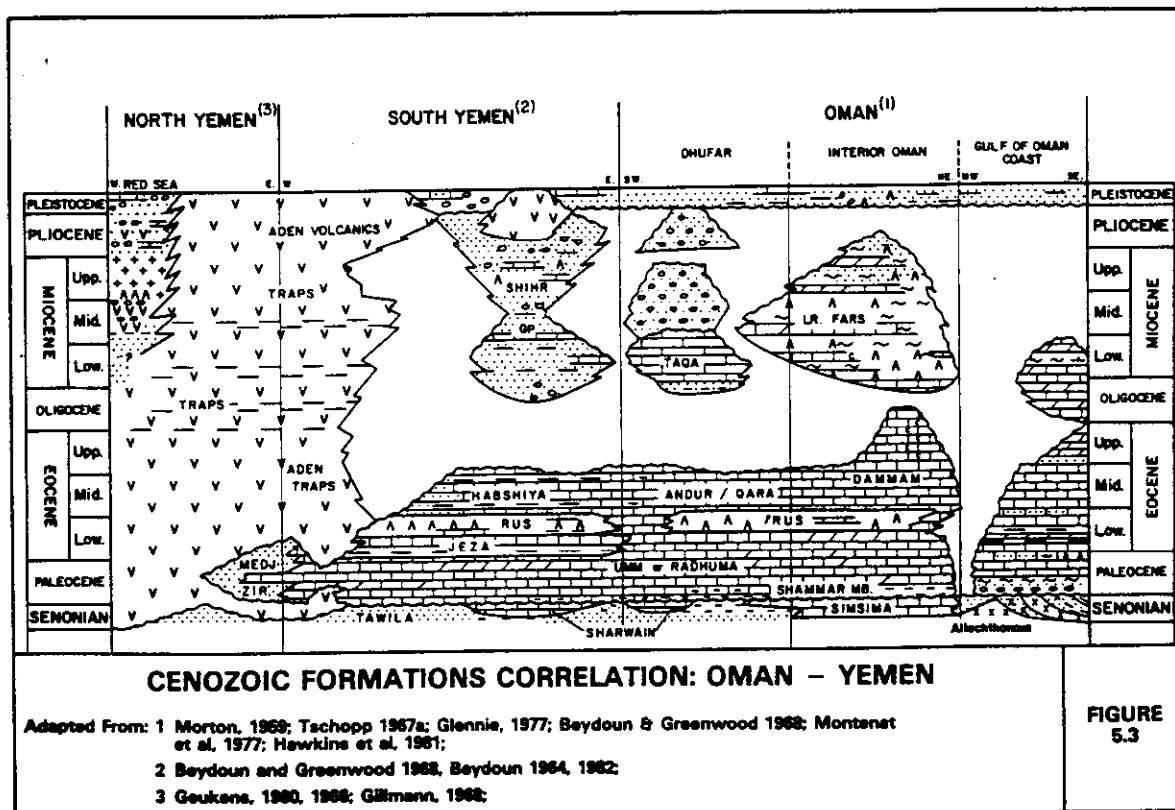 NORTH YEMEN(3)
SOUTH YEMEN(2)
OMAN(1)
DHUFAR
INTERIOR OMAN
GULF OF OMAN
COAST
W. RED SEA E. W. E. SW. NE. NW SE.
PLEISTOCENE
PLIOCENE
MIOCENE
Upp.
Mid.
Low.
OLIGOCENE
EOCENE
Upp.
Mid.
Low.
PALEOCENE
SENONIAN
ADEN VOLCANICS
TRAPS
TRAPS
ADEN
TRAPS
SHIHR
GP
TAQA
LR. FARS
DAMMAM
HABSHIYA
ANDUR / QARA
RUS
RUS
JEZA
MEDJ
ZIR
UMM er RADHUMA
SHAMMAR MB.
SIMSIMA
TAWILA
SHARWAIN
Allochthonous
PLEISTOCENE
PLIOCENE
MIOCENE
Upp.
Mid.
Low.
OLIGOCENE
EOCENE
Upp.
Mid.
Low.
PALEOCENE
SENONIAN
CENOZOIC FORMATIONS CORRELATION: OMAN – YEMEN
Adapted From: 1 Morton, 1959; Tschopp 1967a; Glennie, 1977; Beydoun & Greenwood 1968; Montenat
et al, 1977; Hawkins et al, 1981;
2 Beydoun and Greenwood 1968, Beydoun 1964, 1982;
3 Geukens, 1960, 1966; Gillmann, 1968;
FIGURE
5.3